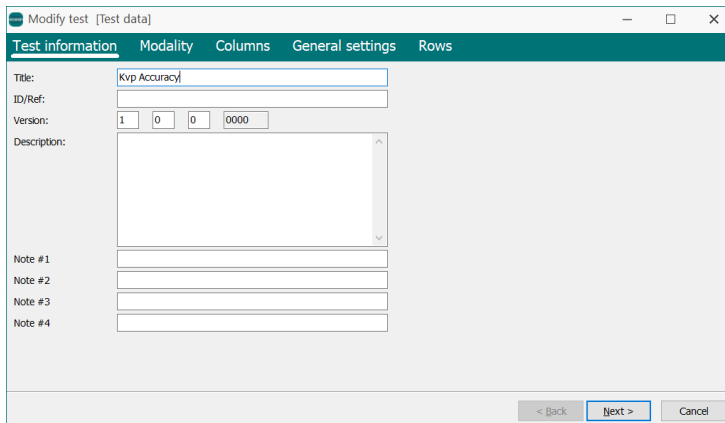 Modify test [Test data]
Test information Modality Columns General settings Rows
Title: Kvp Accuracy
ID/Ref:
Version: 1 0 0 0000
Description:
Note #1
Note #2
Note #3
Note #4
< Back Next > Cancel